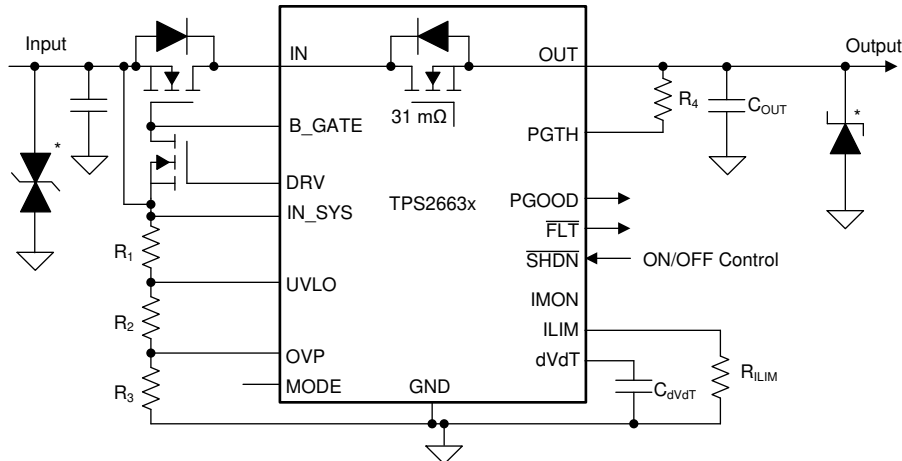 Input
*
IN
OUT
Output
31 mΩ
R4
COUT
*
B_GATE
PGTH
DRV
TPS2663x
PGOOD
IN_SYS
FLT
R1
SHDN
ON/OFF Control
UVLO
IMON
R2
ILIM
OVP
dVdT
RILIM
MODE
GND
CdVdT
R3